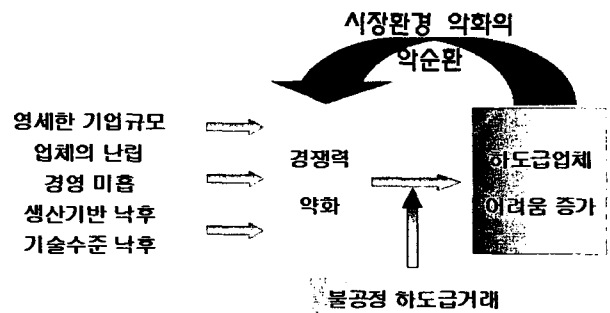 시장환경 악화의
악순환
영세한 기업규모
업체의 난립
경영 미흡
생산기반 낙후
기술수준 낙후
경쟁력
약화
하도급업체
어려움 증가
불공정 하도급거래